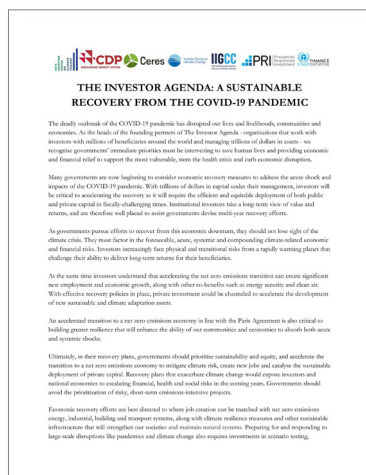 CDP
Ceres
IIGCC
PRI Principles for Responsible Investment
FINANCE INITIATIVE
THE INVESTOR AGENDA: A SUSTAINABLE
RECOVERY FROM THE COVID-19 PANDEMIC
The deadly outbreak of the COVID-19 pandemic has disrupted our lives and livelihoods, communities and
economies. As the heads of the founding partners of The Investor Agenda - organisations that work with
investors with millions of beneficiaries around the world and managing trillions of dollars in assets - we
recognise governments' immediate priorities must be intervening to save human lives and providing economic
and financial relief to support the most vulnerable, stem the health crisis and curb economic disruption.
Many governments are now beginning to consider economic recovery measures to address the acute shock and
impacts of the COVID-19 pandemic. With trillions of dollars in capital under their management, investors will
be critical to accelerating the recovery as it will require the efficient and equitable deployment of both public
and private capital in fiscally challenging times. Institutional investors take a long-term view of value and
returns, and are therefore well placed to assist governments devise multi-year recovery efforts.
As governments pursue efforts to recover from this economic downturn, they should not lose sight of the
climate crisis. They must factor in the foreseeable, acute, systemic and compounding climate-related economic
and financial risks. Investors increasingly face physical and transitional risks from a rapidly warming planet that
challenge their ability to deliver long-term returns for their beneficiaries.
At the same time investors understand that accelerating the net zero emissions transition can create significant
new employment and economic growth, along with other co-benefits such as energy security and clean air.
With effective recovery policies in place, private investment could be channeled to accelerate the development
of new sustainable and climate adaptation assets.
An accelerated transition to a net zero emissions economy in line with the Paris Agreement is also critical to
building greater resilience that will enhance the ability of our communities and economies to absorb both acute
and systemic shocks.
Ultimately, in their recovery plans, governments should prioritise sustainability and equity, and accelerate the
transition to a net zero emissions economy to mitigate climate risk, create new jobs and catalyse the sustainable
deployment of private capital. Recovery plans that exacerbate climate change would expose investors and
national economies to escalating financial, health and social risks in the coming years. Governments should
avoid the prioritisation of risky, short-term emissions-intensive projects.
Economic recovery efforts are best directed to where job creation can be matched with net zero emissions
energy, industrial, building and transport systems, along with climate resilience measures and other sustainable
infrastructure that will strengthen our societies and maintain natural systems. Preparing for and responding to
large-scale disruptions like pandemics and climate change also requires investments in scenario testing,